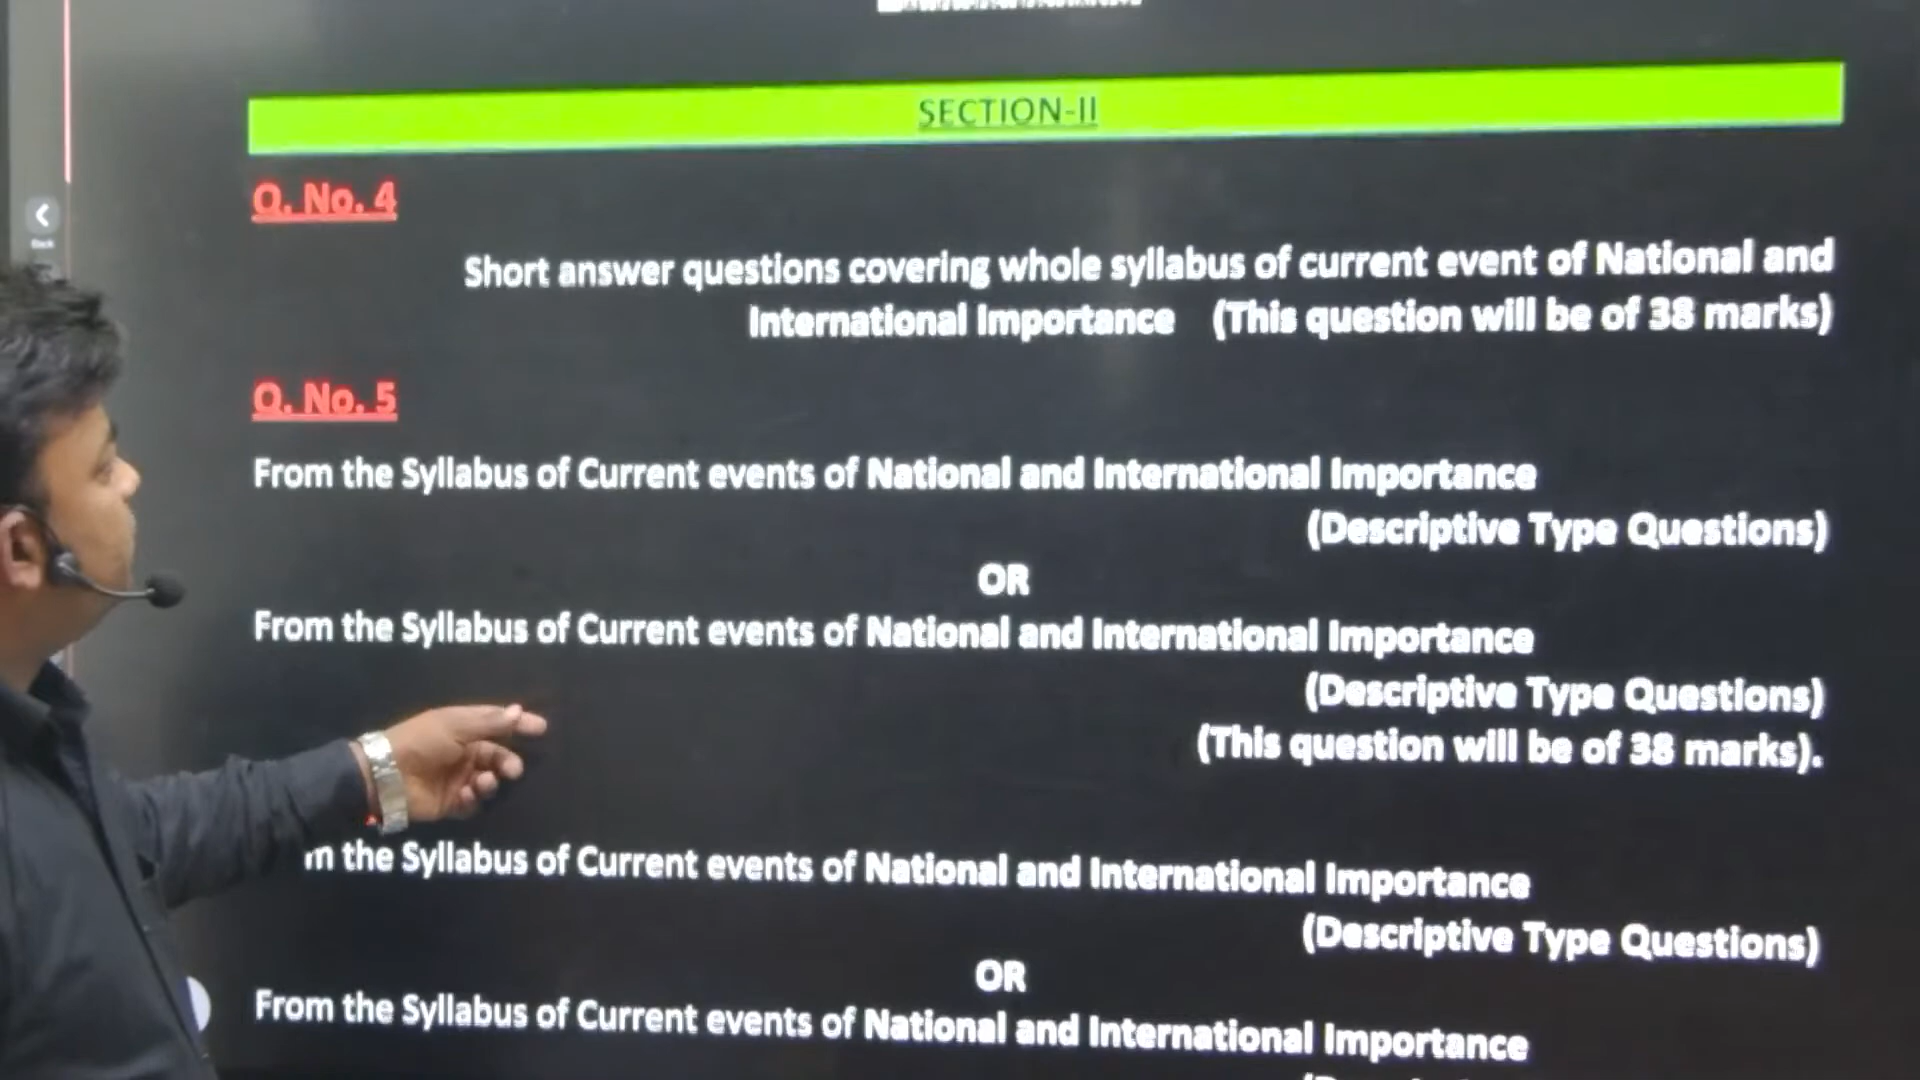 SECTION-II
Q. No. 4
Short answer questions covering whole syllabus of current event of National and
International Importance (This question will be of 38 marks)
Q. No. 5
From the Syllabus of Current events of National and International Importance
(Descriptive Type Questions)
OR
From the Syllabus of Current events of National and International Importance
(Descriptive Type Questions)
(This question will be of 38 marks).
m the Syllabus of Current events of National and International Importance
(Descriptive Type Questions)
OR
From the Syllabus of Current events of National and International Importance